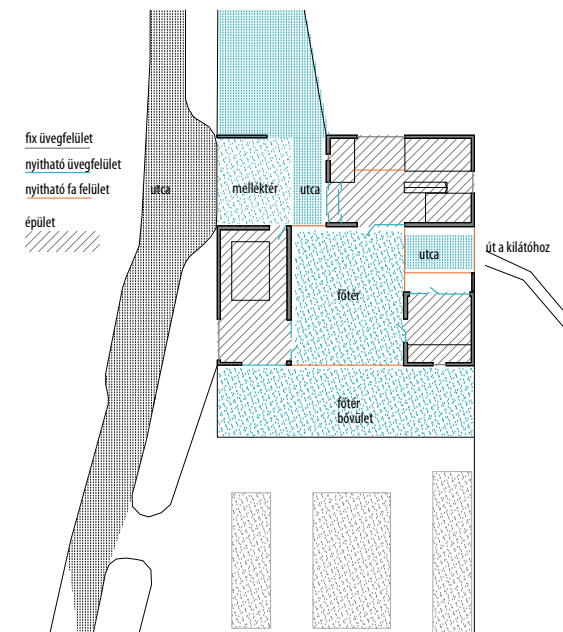 fix üvegfelület
nyitható üvegfelület
nyitható fa felület
épület
utca
melléktér
utca
utca
út a kilátóhoz
főtér
főtér
bővület